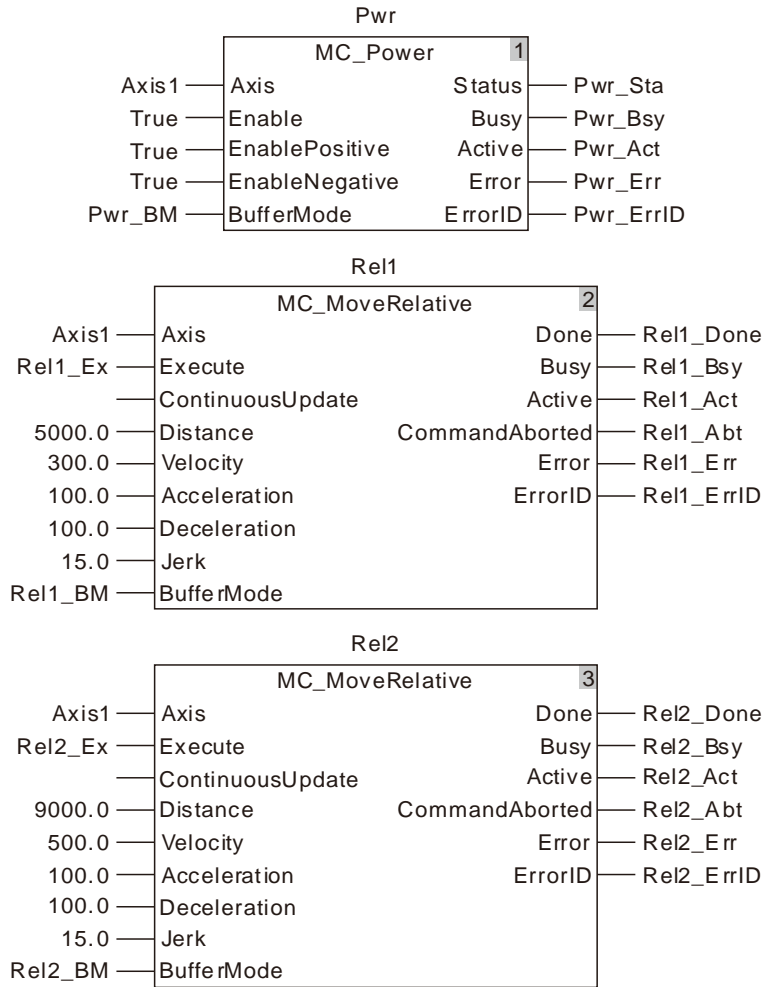 Pwr
MC_Power 1
Axis1 Axis Status Pwr_Sta
True Enable Busy Pwr_Bsy
True EnablePositive Active Pwr_Act
True EnableNegative Error Pwr_Err
Pwr_BM BufferMode ErrorID Pwr_ErrID
Rel1
MC_MoveRelative 2
Axis1 Axis Done Rel1_Done
Rel1_Ex Execute Busy Rel1_Bsy
ContinuousUpdate Active Rel1_Act
5000.0 Distance CommandAborted Rel1_Abt
300.0 Velocity Error Rel1_Err
100.0 Acceleration ErrorID Rel1_ErrID
100.0 Deceleration
15.0 Jerk
Rel1_BM BufferMode
Rel2
MC_MoveRelative 3
Axis1 Axis Done Rel2_Done
Rel2_Ex Execute Busy Rel2_Bsy
ContinuousUpdate Active Rel2_Act
9000.0 Distance CommandAborted Rel2_Abt
500.0 Velocity Error Rel2_Err
100.0 Acceleration ErrorID Rel2_ErrID
100.0 Deceleration
15.0 Jerk
Rel2_BM BufferMode